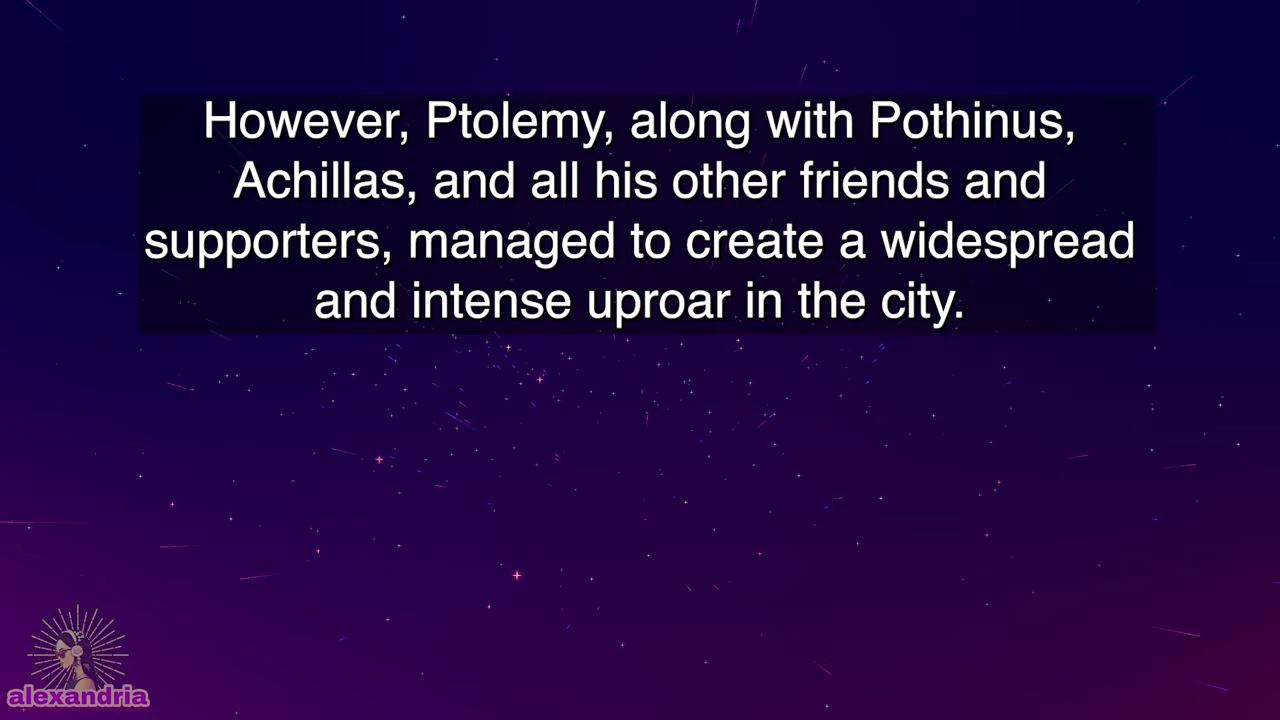 However, Ptolemy, along with Pothinus,
Achillas, and all his other friends and
supporters, managed to create a widespread
and intense uproar in the city.
alexandria